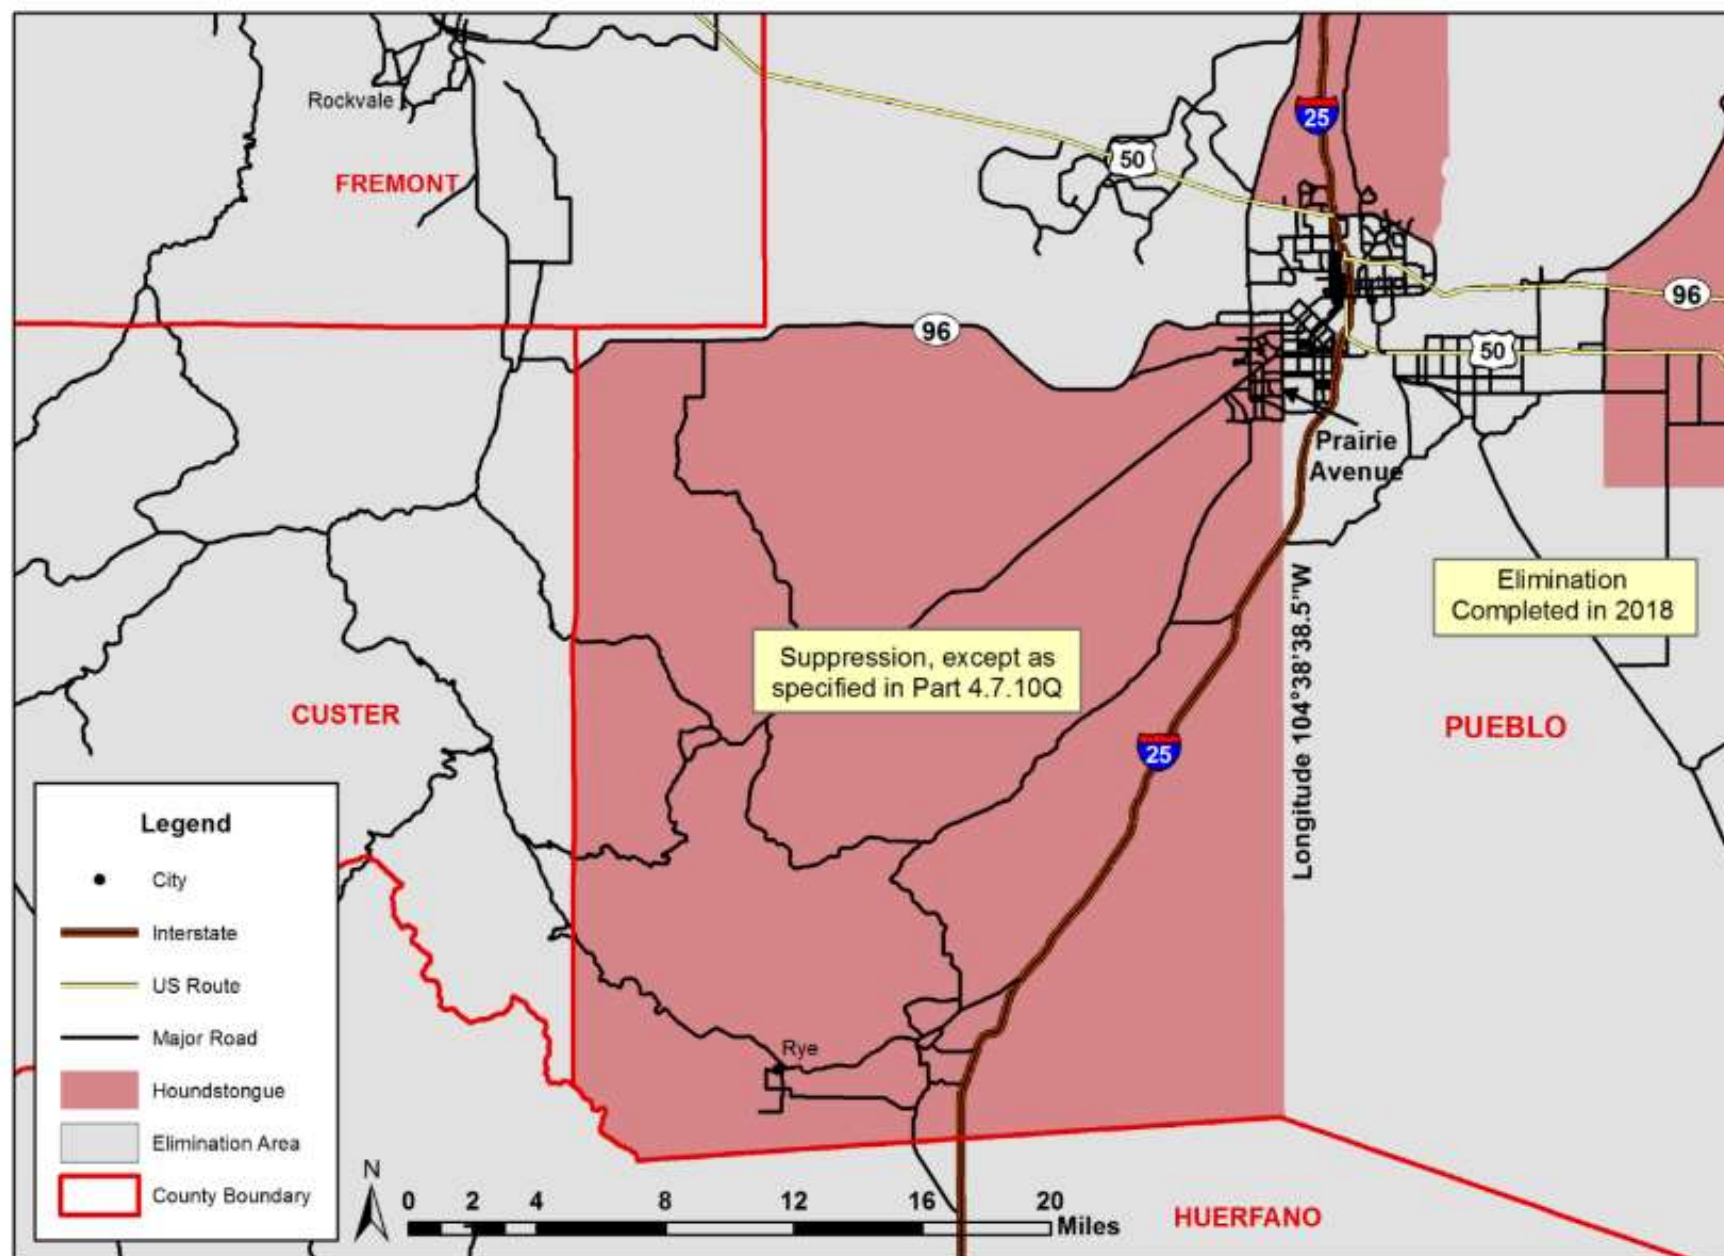 Rockvale
FREMONT
25
50
96
96
50
Prairie
Avenue
Elimination
Completed in 2018
Longitude 104°38'38.5"W
Suppression, except as
specified in Part 4.7.10Q
CUSTER
PUEBLO
25
Legend
City
Interstate
US Route
Major Road
Houndstongue
Elimination Area
County Boundary
Rye
N
0 2 4 8 12 16 20
Miles
HUERFANO